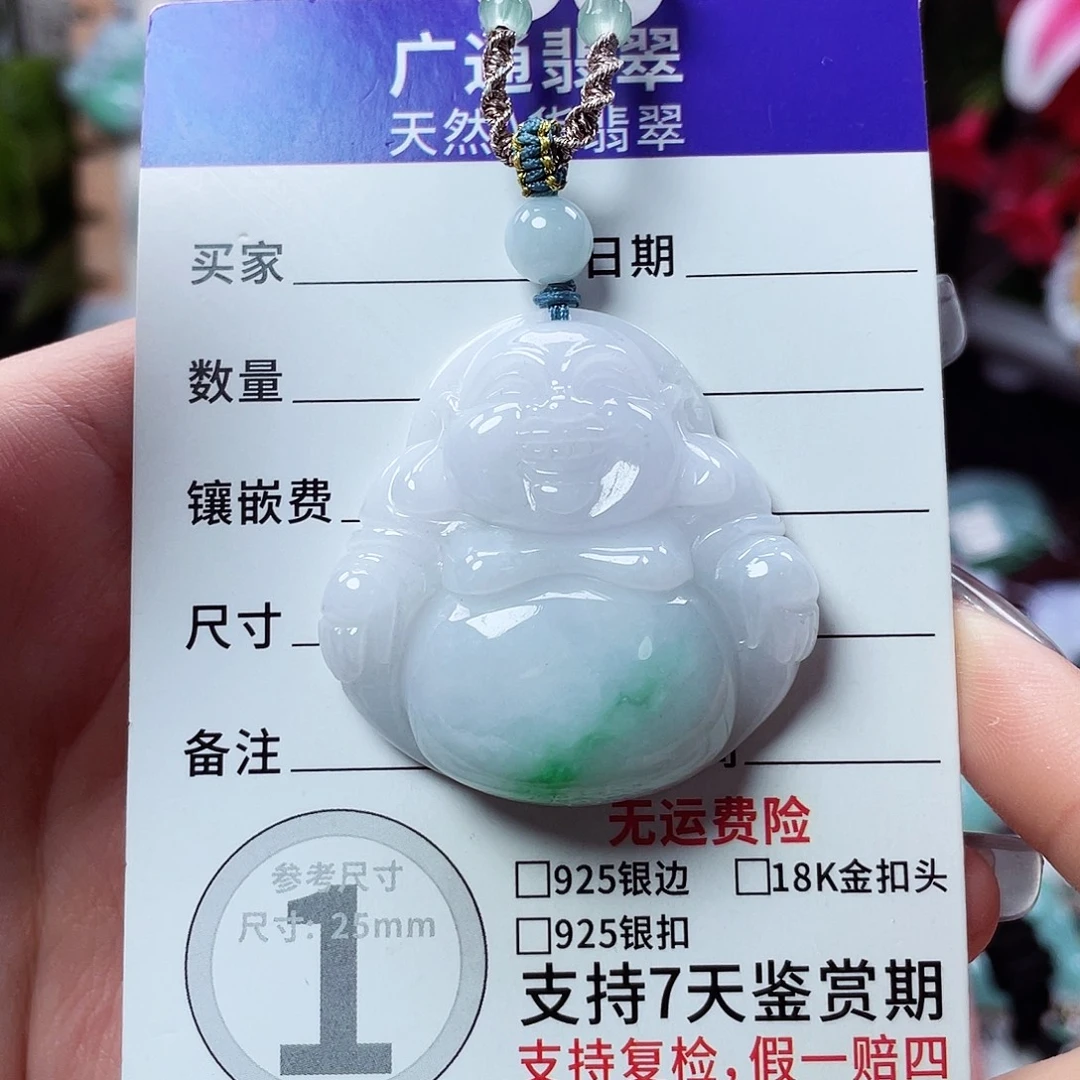 广通翡翠
天然 货翡翠
买家
日期
数量
镶嵌费
尺寸
备注
无运费险
参考尺寸
尺寸: 25mm
1
□925银边 □18K金扣头
□925银扣
支持7天鉴赏期
支持复检,假一赔四